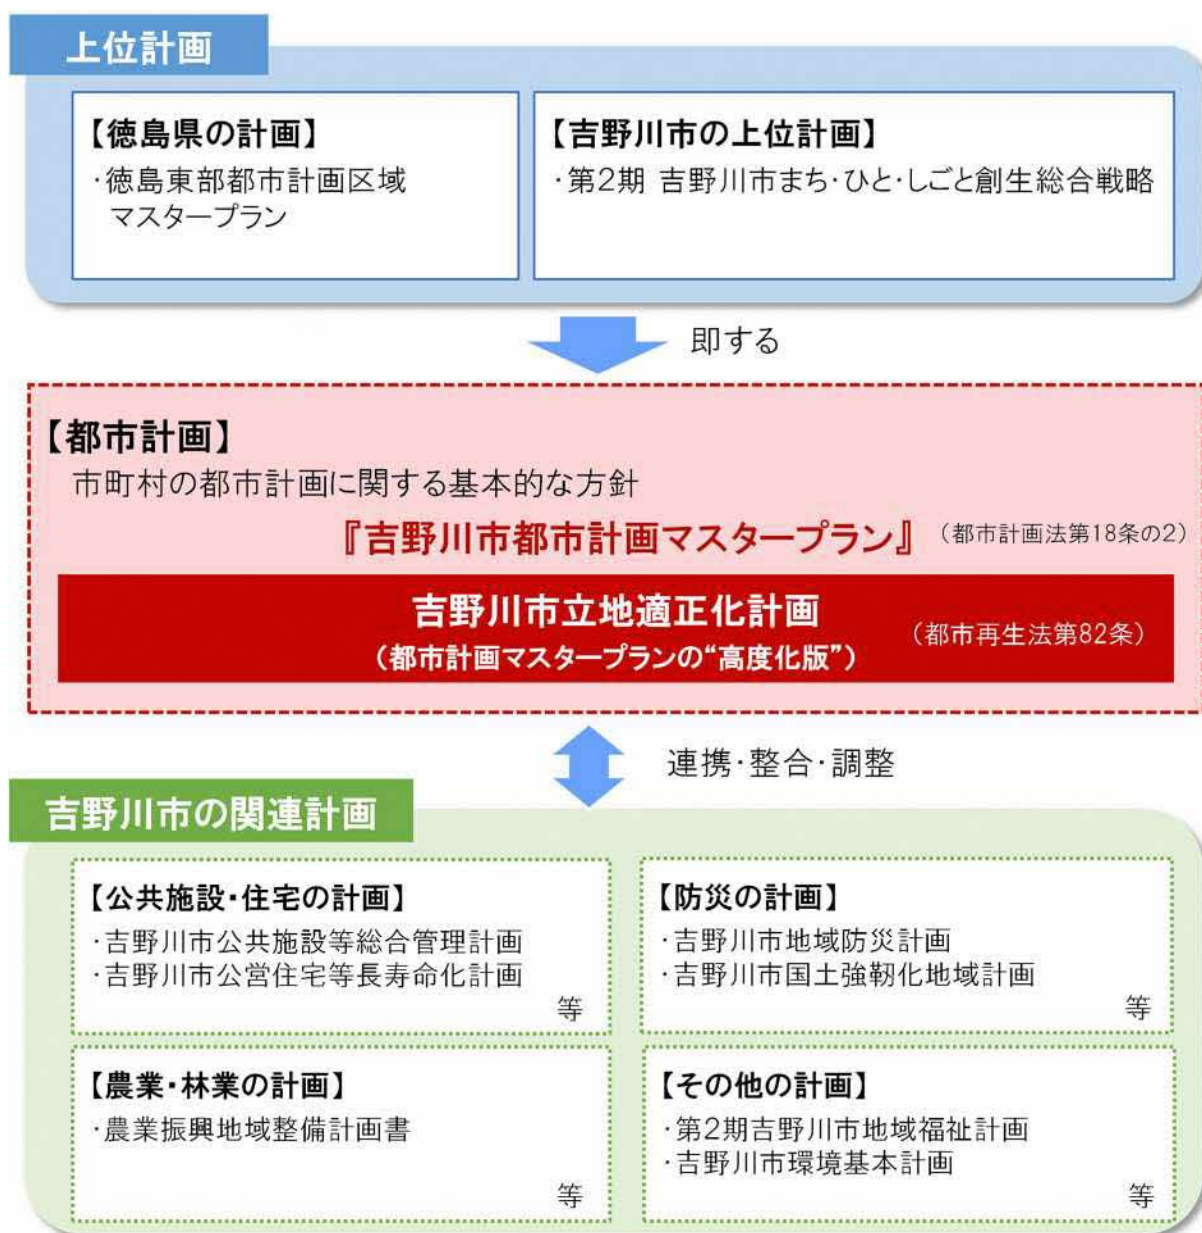 上位計画
【徳島県の計画】
・徳島東部都市計画区域
マスタープラン
【吉野川市の上位計画】
・第2期 吉野川市まち・ひと・しごと創生総合戦略
即する
【都市計画】
市町村の都市計画に関する基本的な方針
『吉野川市都市計画マスタープラン』 （都市計画法第18条の2）
吉野川市立地適正化計画
（都市計画マスタープランの“高度化版”）
（都市再生法第82条）
連携・整合・調整
吉野川市の関連計画
【公共施設・住宅の計画】
・吉野川市公共施設等総合管理計画
・吉野川市公営住宅等長寿命化計画
等
【防災の計画】
・吉野川市地域防災計画
・吉野川市国土強靱化地域計画
等
【農業・林業の計画】
・農業振興地域整備計画書
等
【その他の計画】
・第2期吉野川市地域福祉計画
・吉野川市環境基本計画
等